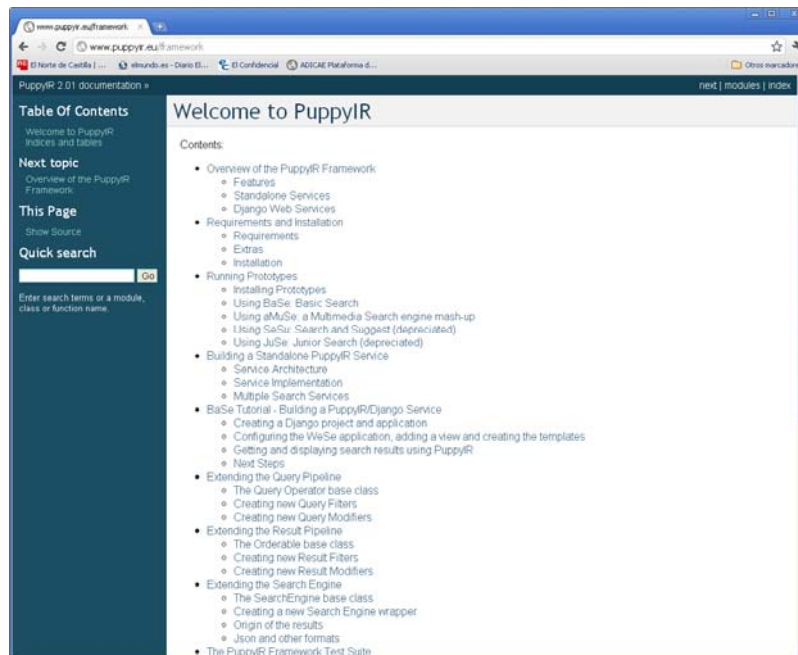 www.puppyir.eu/framework
www.puppyir.eu/framework
El Norte de Castilla | ... elmundo.es - Diario El... El Confidencial ADICAE Plataforma d... Otros marcadores
PuppyIR 2.01 documentation »
next | modules | index
Table Of Contents
Welcome to PuppyIR
Indices and tables
Next topic
Overview of the PuppyIR
Framework
This Page
Show Source
Quick search
Go
Enter search terms or a module,
class or function name.
Welcome to PuppyIR
Contents:
Overview of the PuppyIR Framework
Features
Standalone Services
Django Web Services
Requirements and Installation
Requirements
Extras
Installation
Running Prototypes
Installing Prototypes
Using BaSe: Basic Search
Using aMuSe: a Multimedia Search engine mash-up
Using SeSu: Search and Suggest (depreciated)
Using JuSe: Junior Search (depreciated)
Building a Standalone PuppyIR Service
Service Architecture
Service Implementation
Multiple Search Services
BaSe Tutorial - Building a PuppyIR/Django Service
Creating a Django project and application
Configuring the WeSe application, adding a view and creating the templates
Getting and displaying search results using PuppyIR
Next Steps
Extending the Query Pipeline
The Query Operator base class
Creating new Query Filters
Creating new Query Modifiers
Extending the Result Pipeline
The Orderable base class
Creating new Result Filters
Creating new Result Modifiers
Extending the Search Engine
The SearchEngine base class
Creating a new Search Engine wrapper
Origin of the results
Json and other formats
The PuppyIR Framework Test Suite